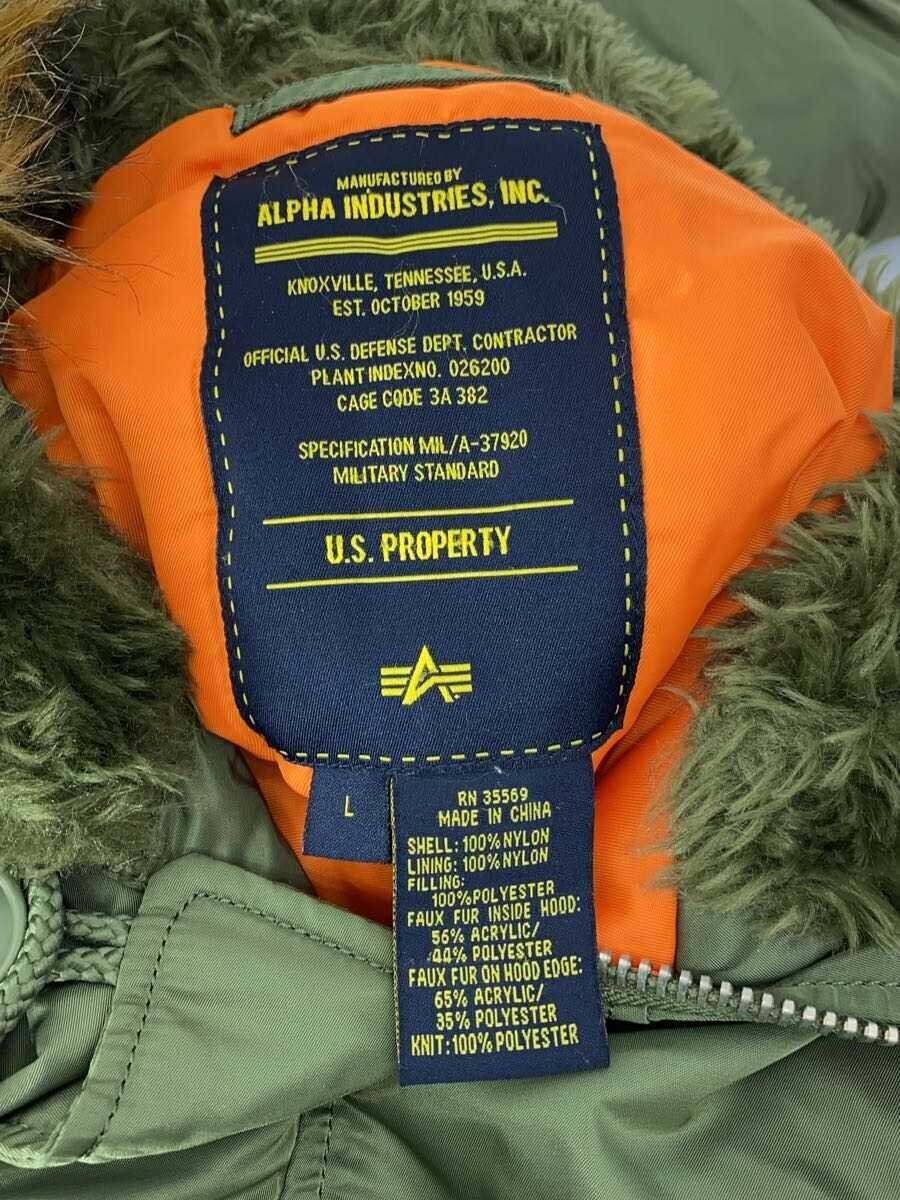 MANUFACTURED BY
ALPHA INDUSTRIES, INC.
KNOXVILLE, TENNESSEE, U.S.A.
EST. OCTOBER 1959
OFFICIAL U.S. DEFENSE DEPT, CONTRACTOR
PLANT INDEX NO. 026200
CAGE CODE 3A 382
SPECIFICATION MIL/A-37920
MILITARY STANDARD
U.S. PROPERTY
L
RN 35569
MADE IN CHINA
SHELL: 100% NYLON
LINING: 100% NYLON
FILLING:
100% POLYESTER
FAUX FUR INSIDE HOOD:
56% ACRYLIC/
44% POLYESTER
FAUX FUR ON HOOD EDGE:
65% ACRYLIC/
35% POLYESTER
KNIT: 100% POLYESTER